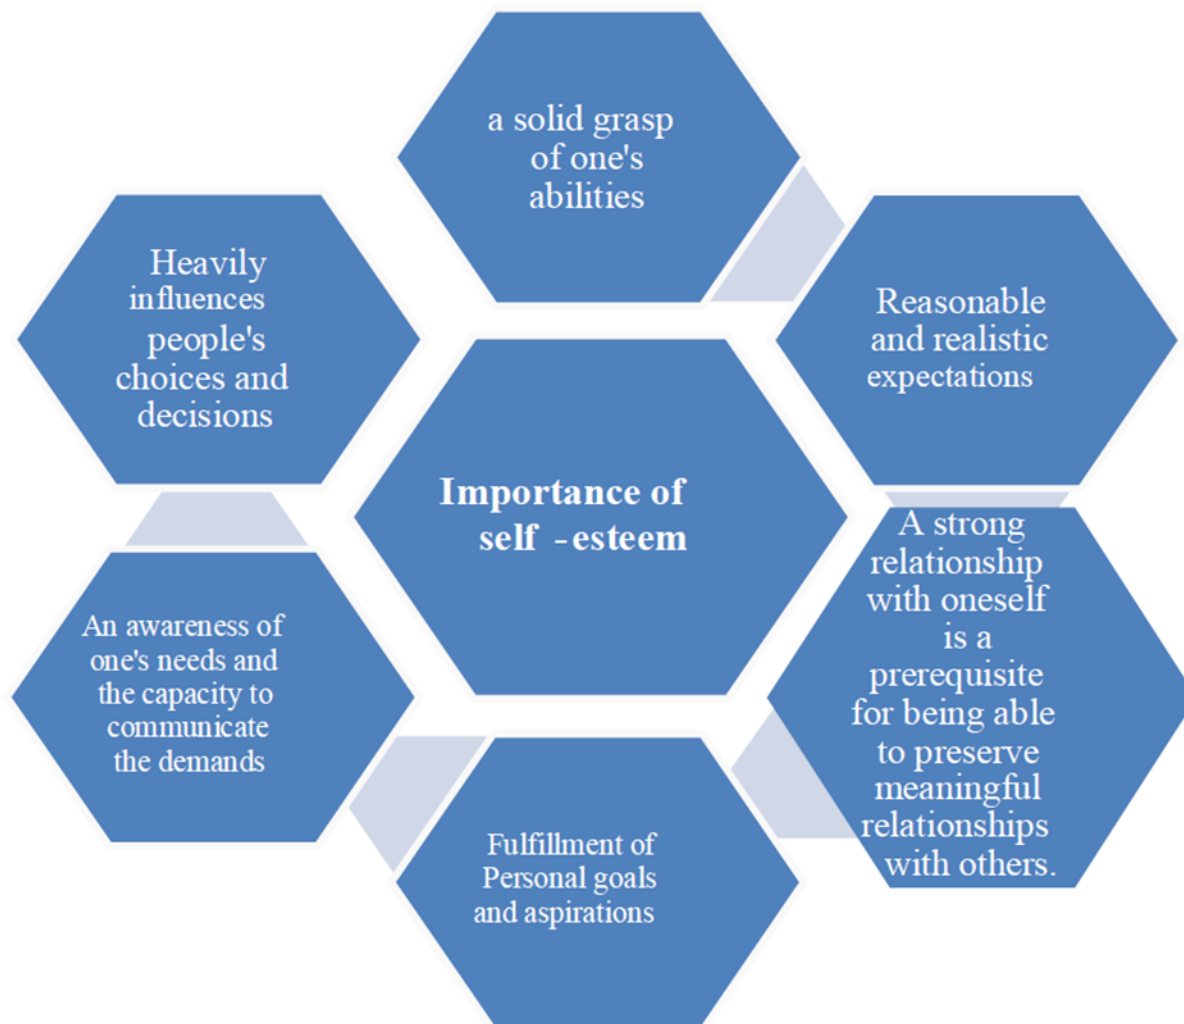 a solid grasp
of one's
abilities
Heavily
influences
people's
choices and
decisions
Reasonable
and realistic
expectations
Importance of
self -esteem
A strong
relationship
with oneself
is a
prerequisite
for being able
to preserve
meaningful
relationships
with others.
An awareness of
one's needs and
the capacity to
communicate
the demands
Fulfillment of
Personal goals
and aspirations